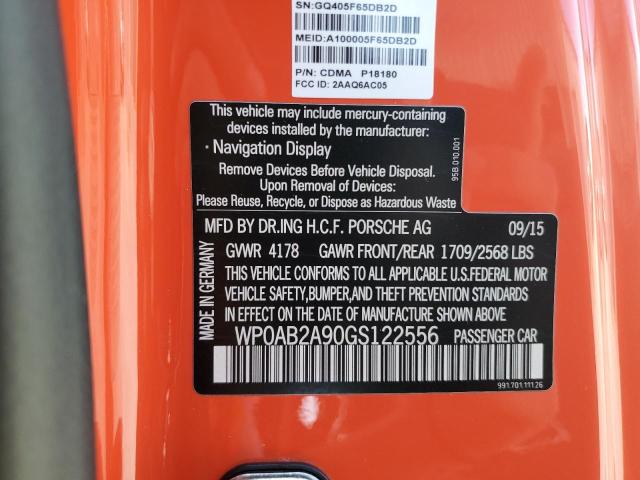 SN:GQ405F65DB2D
MEID:A100005F65DB2D
P/N: CDMA P18180
FCC ID: 2AAQ6AC05
This vehicle may include mercury-containing
devices installed by the manufacturer:
· Navigation Display
Remove Devices Before Vehicle Disposal.
Upon Removal of Devices:
Please Reuse, Recycle, or Dispose as Hazardous Waste
95B.010.001
MFD BY DR.ING H.C.F. PORSCHE AG 09/15
GVWR 4178 GAWR FRONT/REAR 1709/2568 LBS
THIS VEHICLE CONFORMS TO ALL APPLICABLE U.S.FEDERAL MOTOR
VEHICLE SAFETY,BUMPER,AND THEFT PREVENTION STANDARDS
IN EFFECT ON THE DATE OF MANUFACTURE SHOWN ABOVE
WP0AB2A90GS122556 PASSENGER CAR
MADE IN GERMANY
991.701.111.26